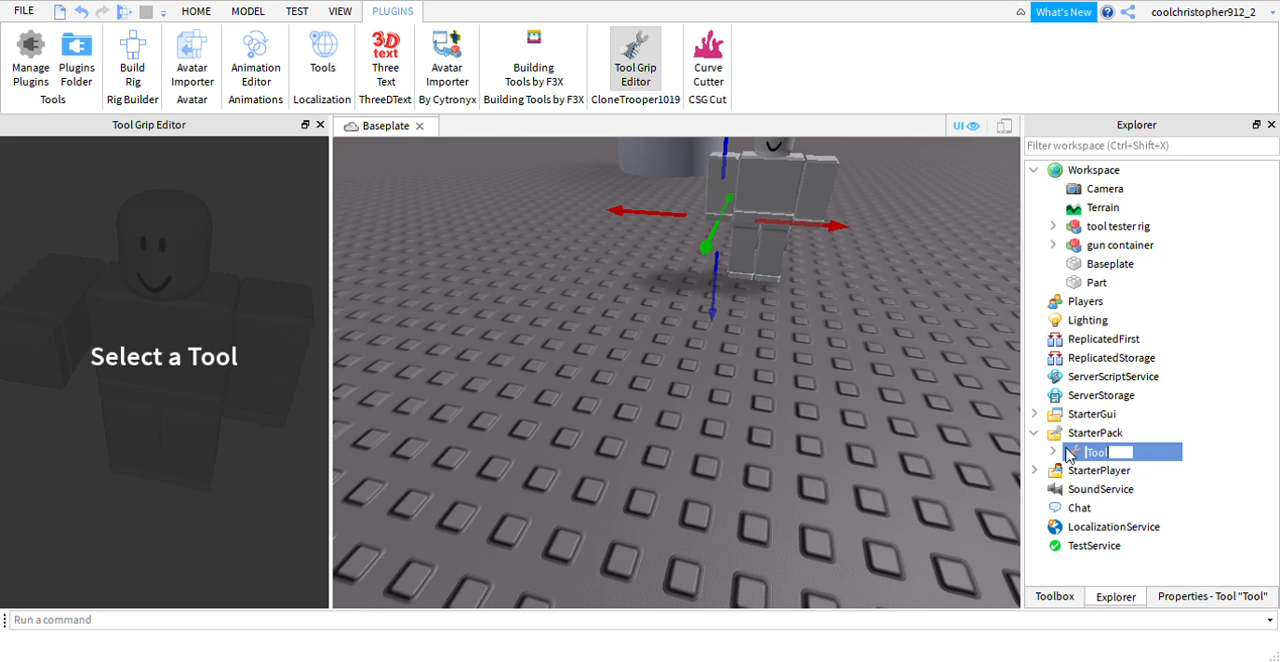 FILE HOME MODEL TEST VIEW PLUGINS What's New ? coolchristopher912_2
Manage Plugins Folder Build Rig Avatar Importer Animation Editor Tools 3D text Three Text Avatar Importer Building Tools by F3X Tool Grip Editor Curve Cutter
Tools Rig Builder Avatar Animations Localization ThreeDText By Cytronyx Building Tools by F3X CloneTrooper1019 CSG Cut
Tool Grip Editor Baseplate UI Explorer
Filter workspace (Ctrl+Shift+X)
Workspace
Camera
Terrain
tool tester rig
gun container
Baseplate
Part
Players
Lighting
ReplicatedFirst
ReplicatedStorage
ServerScriptService
ServerStorage
StarterGui
StarterPack
Tool
StarterPlayer
SoundService
Chat
LocalizationService
TestService
Select a Tool
Toolbox Explorer Properties - Tool "Tool"
Run a command